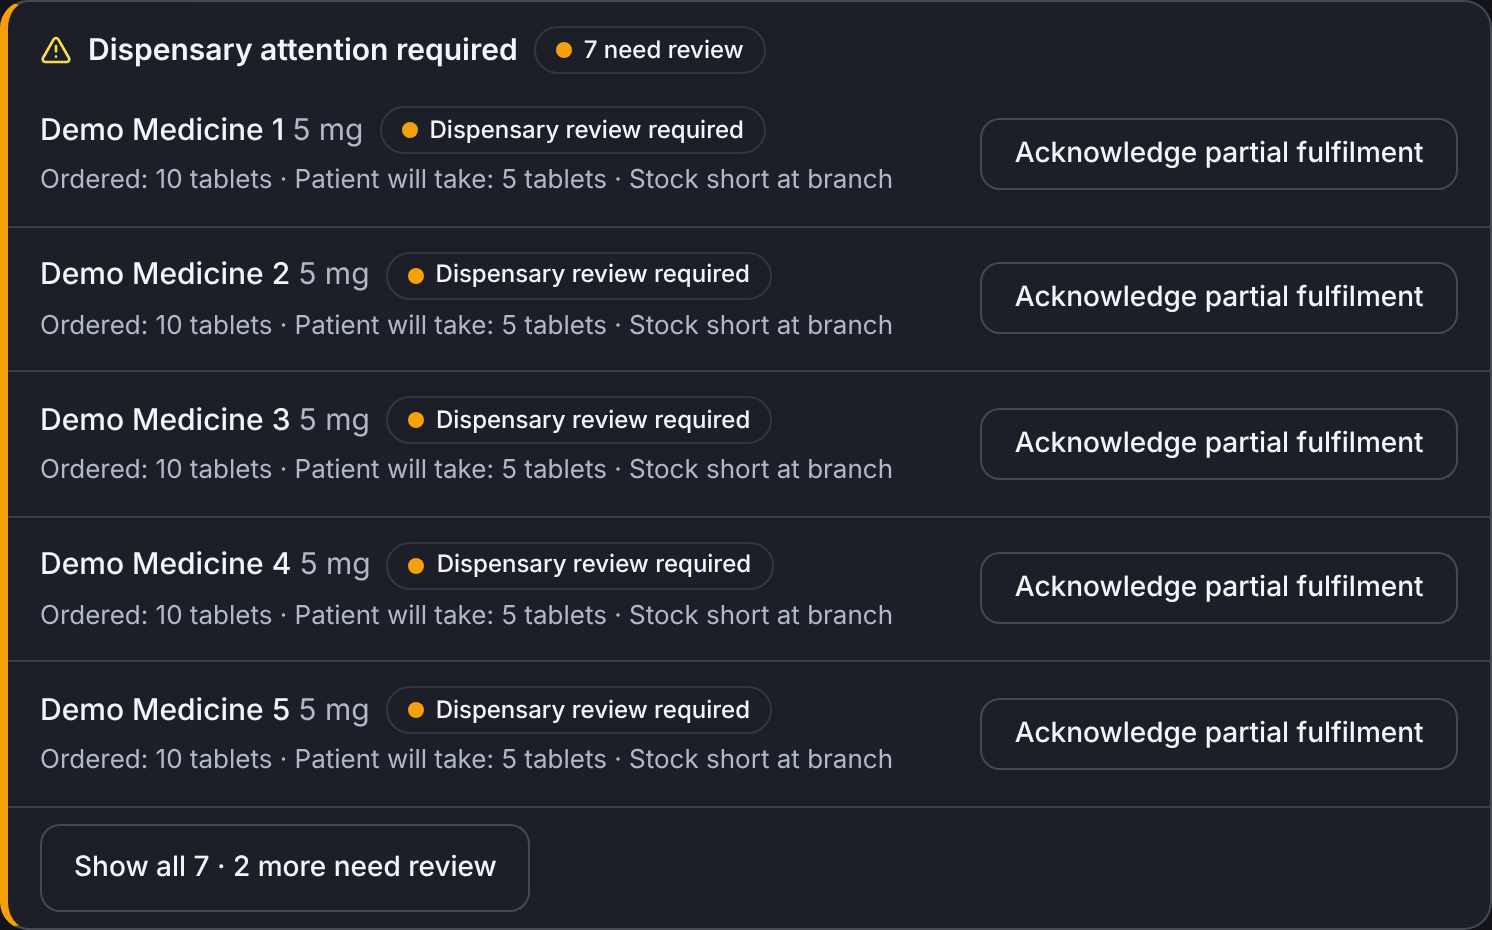 Dispensary attention required 7 need review
Demo Medicine 1 5 mg Dispensary review required
Ordered: 10 tablets · Patient will take: 5 tablets · Stock short at branch
Acknowledge partial fulfilment
Demo Medicine 2 5 mg Dispensary review required
Ordered: 10 tablets · Patient will take: 5 tablets · Stock short at branch
Acknowledge partial fulfilment
Demo Medicine 3 5 mg Dispensary review required
Ordered: 10 tablets · Patient will take: 5 tablets · Stock short at branch
Acknowledge partial fulfilment
Demo Medicine 4 5 mg Dispensary review required
Ordered: 10 tablets · Patient will take: 5 tablets · Stock short at branch
Acknowledge partial fulfilment
Demo Medicine 5 5 mg Dispensary review required
Ordered: 10 tablets · Patient will take: 5 tablets · Stock short at branch
Acknowledge partial fulfilment
Show all 7 · 2 more need review